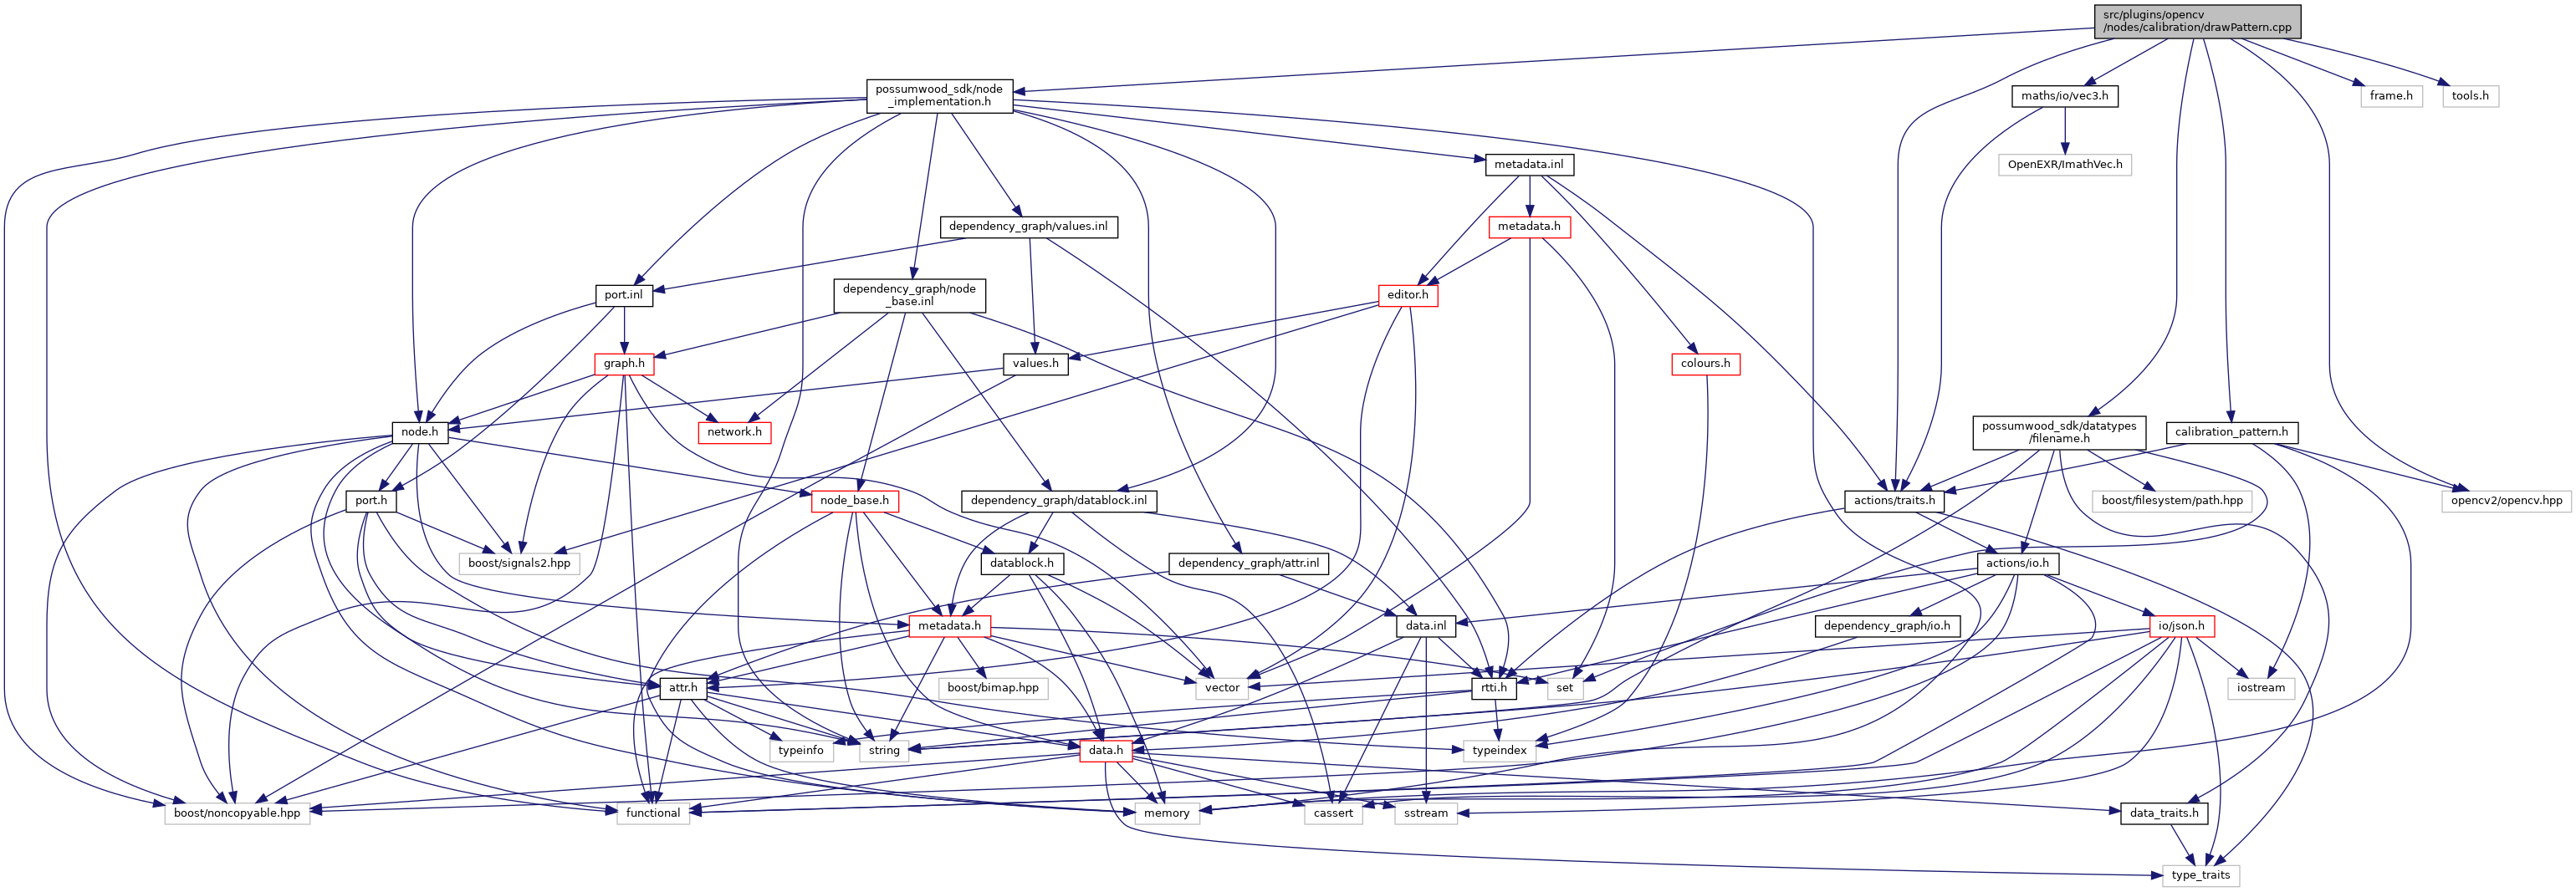 src/plugins/opencv
/nodes/calibration/drawPattern.cpp
possumwood_sdk/node
_implementation.h
maths/io/vec3.h
frame.h
tools.h
metadata.inl
OpenEXR/ImathVec.h
dependency_graph/values.inl
metadata.h
port.inl
dependency_graph/node
_base.inl
editor.h
graph.h
values.h
colours.h
node.h
network.h
possumwood_sdk/datatypes
/filename.h
calibration_pattern.h
port.h
node_base.h
dependency_graph/datablock.inl
actions/traits.h
boost/filesystem/path.hpp
opencv2/opencv.hpp
boost/signals2.hpp
datablock.h
dependency_graph/attr.inl
actions/io.h
metadata.h
data.inl
dependency_graph/io.h
io/json.h
attr.h
boost/bimap.hpp
vector
rtti.h
set
iostream
typeinfo
string
data.h
typeindex
boost/noncopyable.hpp
functional
memory
cassert
sstream
data_traits.h
type_traits